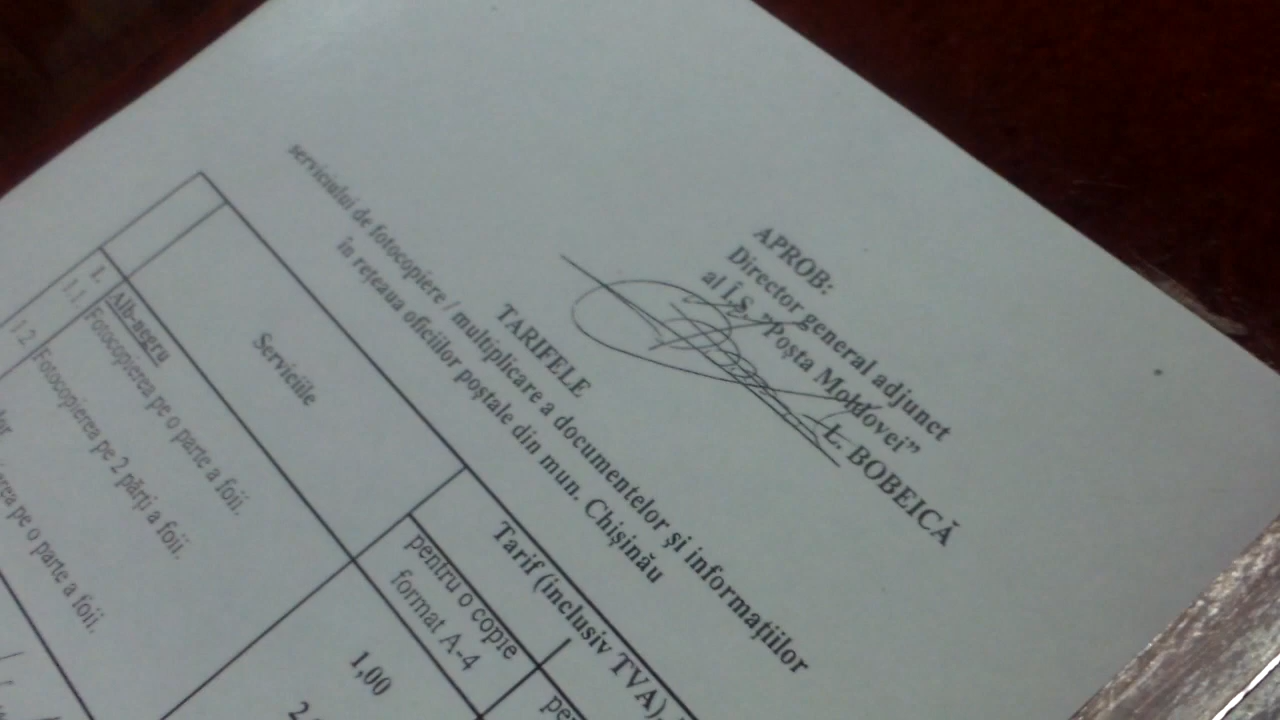 APROB:
Director general adjunct
al Î.S. ”Poşta Moldovei”
L. BOBEICĂ
TARIFELE
serviciului de fotocopiere / multiplicare a documentelor şi informaţiilor
în reţeaua oficiilor poştale din mun. Chişinău
Serviciile
Tarif (inclusiv TVA),
pentru o copie
format A-4
1. Alb-negru
1.1. Fotocopierea pe o parte a foii.
1,00
1.2 Fotocopierea pe 2 părţi a foii.
pe o parte a foii.